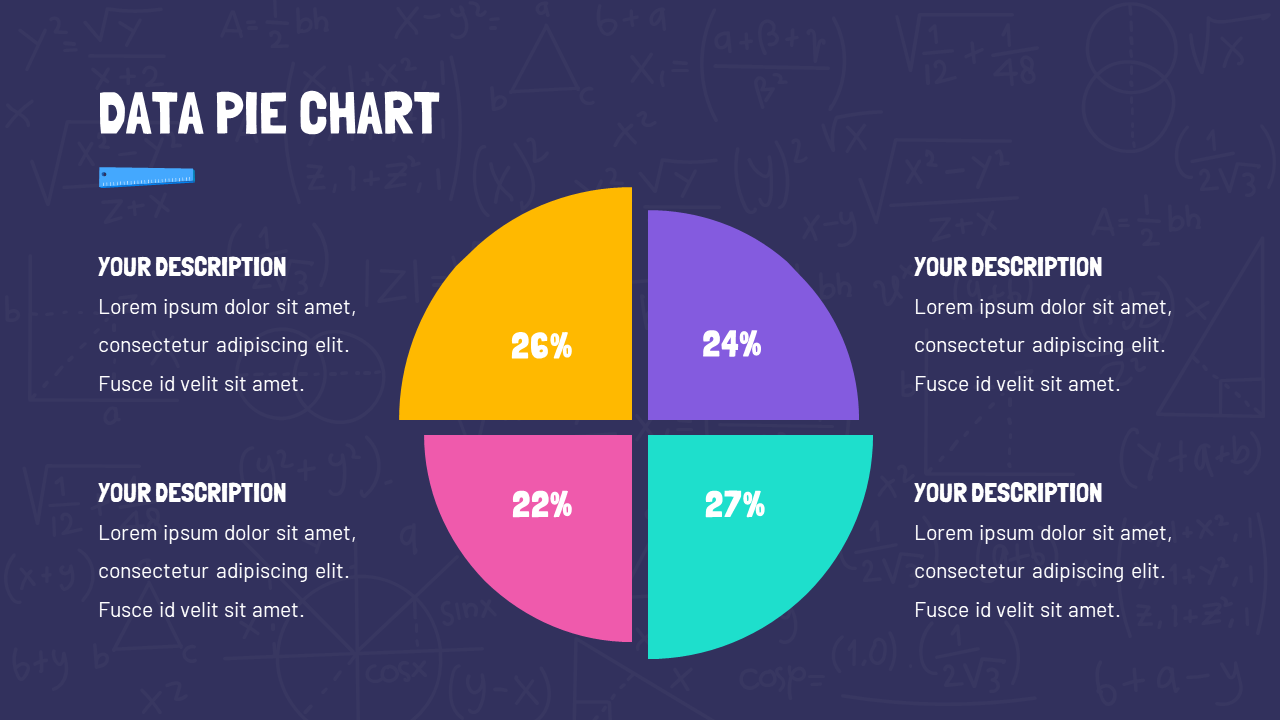 DATA PIE CHART
YOUR DESCRIPTION
Lorem ipsum dolor sit amet,
consectetur adipiscing elit.
Fusce id velit sit amet.
26%
24%
YOUR DESCRIPTION
Lorem ipsum dolor sit amet,
consectetur adipiscing elit.
Fusce id velit sit amet.
YOUR DESCRIPTION
Lorem ipsum dolor sit amet,
consectetur adipiscing elit.
Fusce id velit sit amet.
22%
27%
YOUR DESCRIPTION
Lorem ipsum dolor sit amet,
consectetur adipiscing elit.
Fusce id velit sit amet.